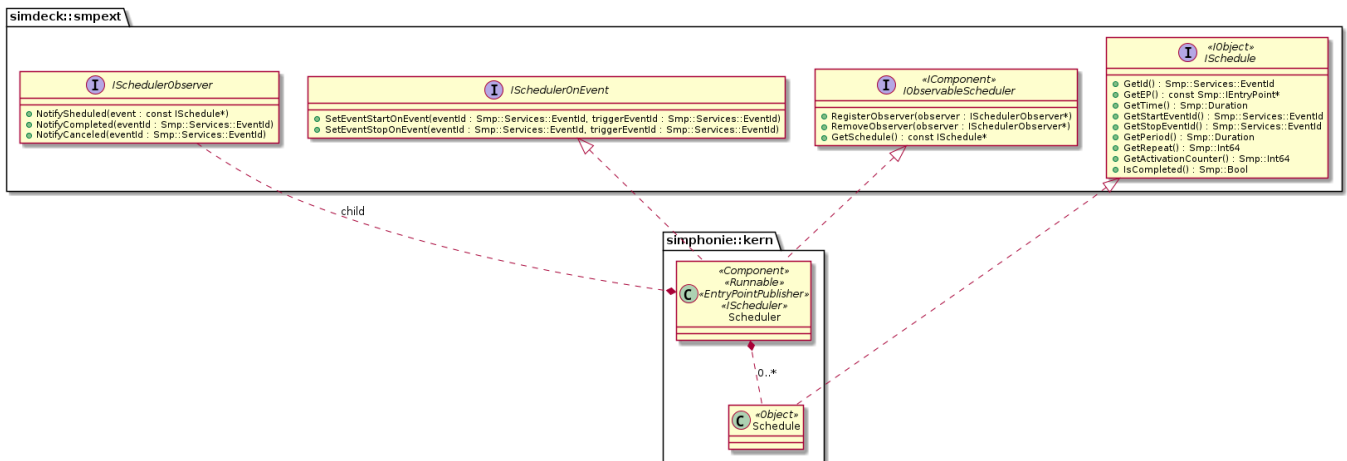 simdeck::smpext
I ISchedulerObserver
NotifySheduled(event : const ISchedule*)
NotifyCompleted(eventId : Smp::Services::EventId)
NotifyCanceled(eventId : Smp::Services::EventId)
I ISchedulerOnEvent
SetEventStartOnEvent(eventId : Smp::Services::EventId, triggerEventId : Smp::Services::EventId)
SetEventStopOnEvent(eventId : Smp::Services::EventId, triggerEventId : Smp::Services::EventId)
«IComponent»
I IObservableScheduler
RegisterObserver(observer : ISchedulerObserver*)
RemoveObserver(observer : ISchedulerObserver*)
GetSchedule() : const ISchedule*
«IObject»
I ISchedule
GetId() : Smp::Services::EventId
GetEP() : const Smp::IEntryPoint*
GetTime() : Smp::Duration
GetStartEventId() : Smp::Services::EventId
GetStopEventId() : Smp::Services::EventId
GetPeriod() : Smp::Duration
GetRepeat() : Smp::Int64
GetActivationCounter() : Smp::Int64
IsCompleted() : Smp::Bool
child
simphonie::kern
«Component»
«Runnable»
C «EntryPointPublisher»
«IScheduler»
Scheduler
0..*
C «Object»
Schedule